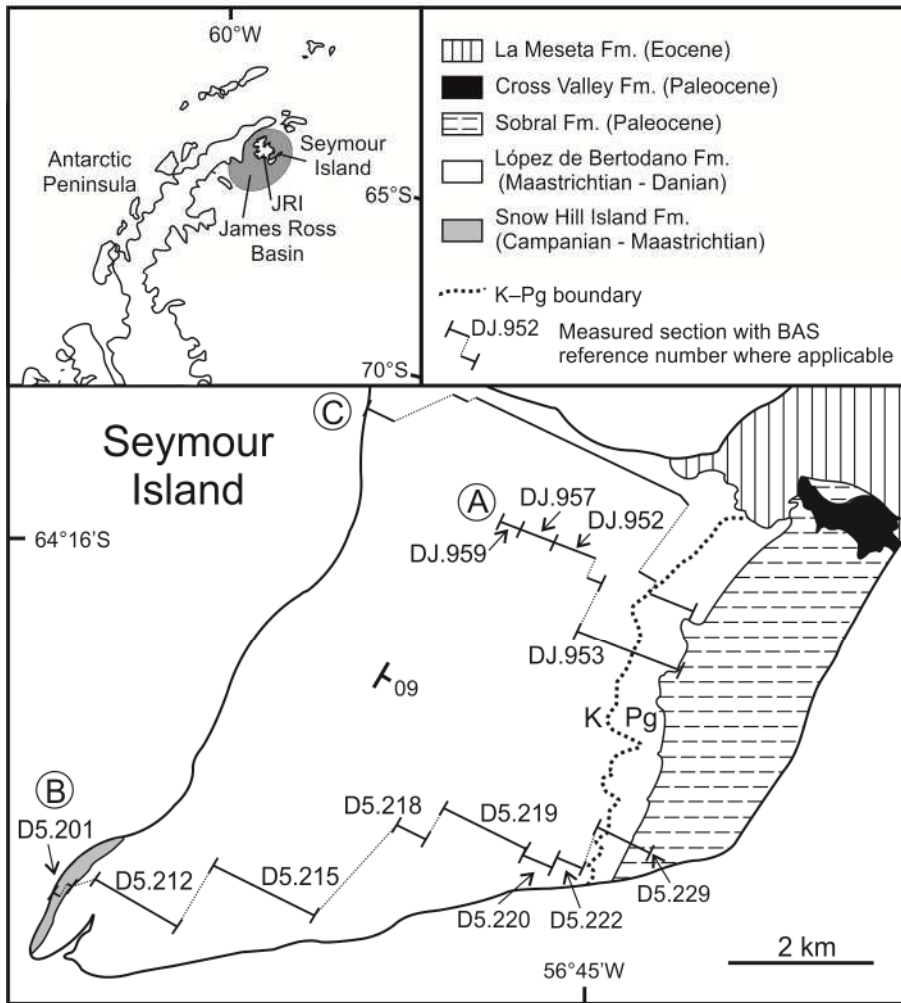 60°W
Antarctic
Peninsula
Seymour
Island
JRI
James Ross
Basin
65°S
70°S
La Meseta Fm. (Eocene)
Cross Valley Fm. (Paleocene)
Sobral Fm. (Paleocene)
López de Bertodano Fm.
(Maastrichtian - Danian)
Snow Hill Island Fm.
(Campanian - Maastrichtian)
K–Pg boundary
DJ.952
Measured section with BAS
reference number where applicable
Seymour
Island
C
A
DJ.957
DJ.952
DJ.959
64°16'S
DJ.953
09
K Pg
B
D5.201
D5.212
D5.215
D5.218
D5.219
D5.220
D5.222
D5.229
56°45'W
2 km